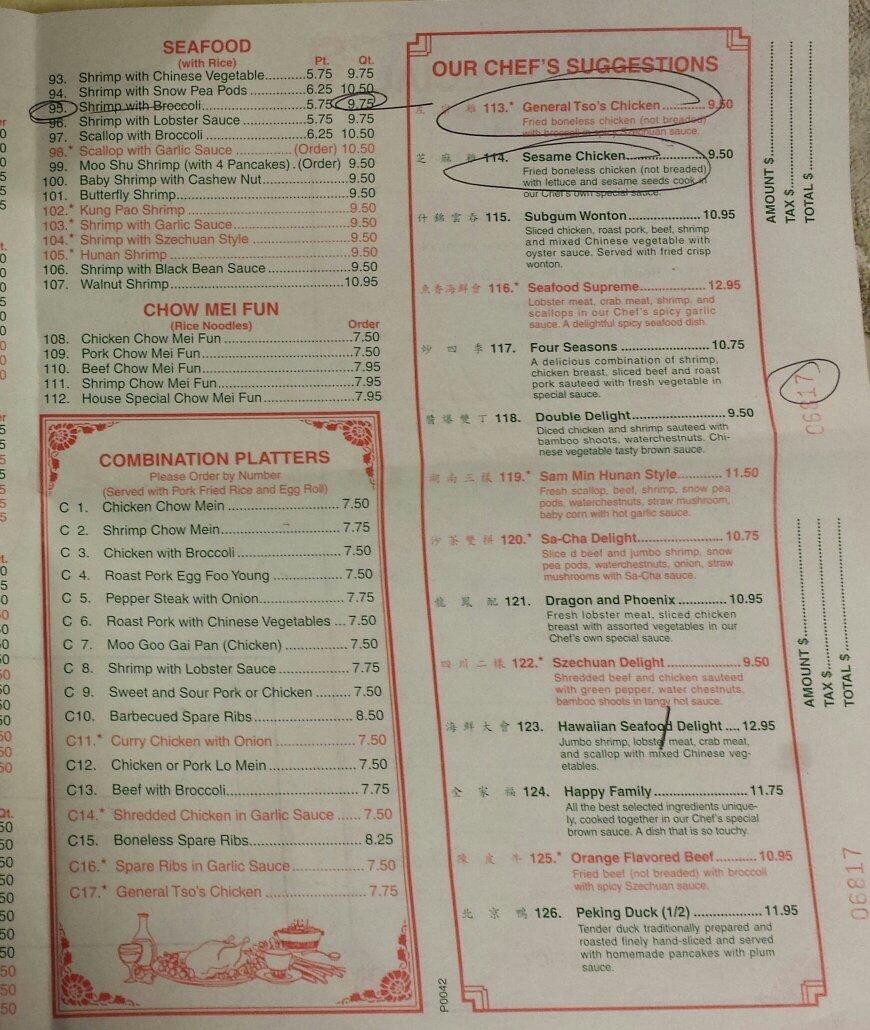 SEAFOOD
(with Rice) Pt. Qt.
93. Shrimp with Chinese Vegetable...........5.75 9.75
94. Shrimp with Snow Pea Pods...............6.25 10.50
95. Shrimp with Broccoli..........................5.75 9.75
96. Shrimp with Lobster Sauce ................5.75 9.75
97. Scallop with Broccoli..........................6.25 10.50
98.* Scallop with Garlic Sauce ..............(Order) 10.50
99. Moo Shu Shrimp (with 4 Pancakes) . (Order) 9.50
100. Baby Shrimp with Cashew Nut.......................9.50
101. Butterfly Shrimp..............................................9.50
102.* Kung Pao Shrimp ...........................................9.50
103.* Shrimp with Garlic Sauce...............................9.50
104.* Shrimp with Szechuan Style ..........................9.50
105.* Hunan Shrimp ................................................9.50
106. Shrimp with Black Bean Sauce ......................9.50
107. Walnut Shrimp..............................................10.95
CHOW MEI FUN
(Rice Noodles) Order
108. Chicken Chow Mei Fun ..................................7.50
109. Pork Chow Mei Fun........................................7.50
110. Beef Chow Mei Fun........................................7.95
111. Shrimp Chow Mei Fun....................................7.95
112. House Special Chow Mei Fun........................7.95
COMBINATION PLATTERS
Please Order by Number
(Served with Pork Fried Rice and Egg Roll)
C 1. Chicken Chow Mein ............................7.50
C 2. Shrimp Chow Mein..............................7.75
C 3. Chicken with Broccoli ..........................7.50
C 4. Roast Pork Egg Foo Young .................7.50
C 5. Pepper Steak with Onion.....................7.75
C 6. Roast Pork with Chinese Vegetables ...7.50
C 7. Moo Goo Gai Pan (Chicken) ................7.50
C 8. Shrimp with Lobster Sauce ..................7.75
C 9. Sweet and Sour Pork or Chicken .........7.50
C10. Barbecued Spare Ribs ........................8.50
C11.* Curry Chicken with Onion ....................7.50
C12. Chicken or Pork Lo Mein .....................7.50
C13. Beef with Broccoli................................7.75
C14.* Shredded Chicken in Garlic Sauce ......7.50
C15. Boneless Spare Ribs...........................8.25
C16.* Spare Ribs in Garlic Sauce .................7.50
C17.* General Tso's Chicken ........................7.75
OUR CHEF'S SUGGESTIONS
113.* General Tso's Chicken ............9.50
Fried boneless chicken (not breaded)
with broccoli in spicy Szechuan sauce.
芝麻雞 114. Sesame Chicken....................9.50
Fried boneless chicken (not breaded)
with lettuce and sesame seeds cook in
our Chef's own special sauce.
什錦雲吞 115. Subgum Wonton ...................10.95
Sliced chicken, roast pork, beef, shrimp
and mixed Chinese vegetable with
oyster sauce. Served with fried crisp
wonton.
魚香海鮮會 116.* Seafood Supreme..................12.95
Lobster meat, crab meat, shrimp, and
scallops in our Chef's spicy garlic
sauce. A delightful spicy seafood dish.
炒四季 117. Four Seasons ........................10.75
A delicious combination of shrimp,
chicken breast, sliced beef and roast
pork sauteed with fresh vegetable in
special sauce.
醬爆雙丁 118. Double Delight.........................9.50
Diced chicken and shrimp sauteed with
bamboo shoots, waterchestnuts. Chi-
nese vegetable tasty brown sauce.
湖南三樣 119.* Sam Min Hunan Style.............11.50
Fresh scallop, beef, shrimp, snow pea
pods, waterchestnuts, straw mushroom,
baby corn with hot garlic sauce.
沙茶雙拼 120.* Sa-Cha Delight......................10.75
Slice d beef and jumbo shrimp, snow
pea pods, waterchestnuts, onion, straw
mushrooms with Sa-Cha sauce.
龍鳳配 121. Dragon and Phoenix .............10.95
Fresh lobster meat, sliced chicken
breast with assorted vegetables in our
Chef's own special sauce.
四川二樣 122.* Szechuan Delight ..................9.50
Shredded beef and chicken sauteed
with green pepper, water chestnuts,
bamboo shoots in tangy hot sauce.
海鮮大會 123. Hawaiian Seafood Delight ....12.95
Jumbo shrimp, lobster meat, crab meat,
and scallop with mixed Chinese veg-
etables.
全家福 124. Happy Family ........................11.75
All the best selected ingredients unique-
ly, cooked together in our Chef's special
brown sauce. A dish that is so touchy.
陳皮牛 125.* Orange Flavored Beef...........10.95
Fried beef (not breaded) with broccoli
with spicy Szechuan sauce.
北京鴨 126. Peking Duck (1/2) .................11.95
Tender duck traditionally prepared and
roasted finely hand-sliced and served
with homemade pancakes with plum
sauce.
P0042
AMOUNT $
TAX $
TOTAL $
06817
AMOUNT $
TAX $
TOTAL $
06817